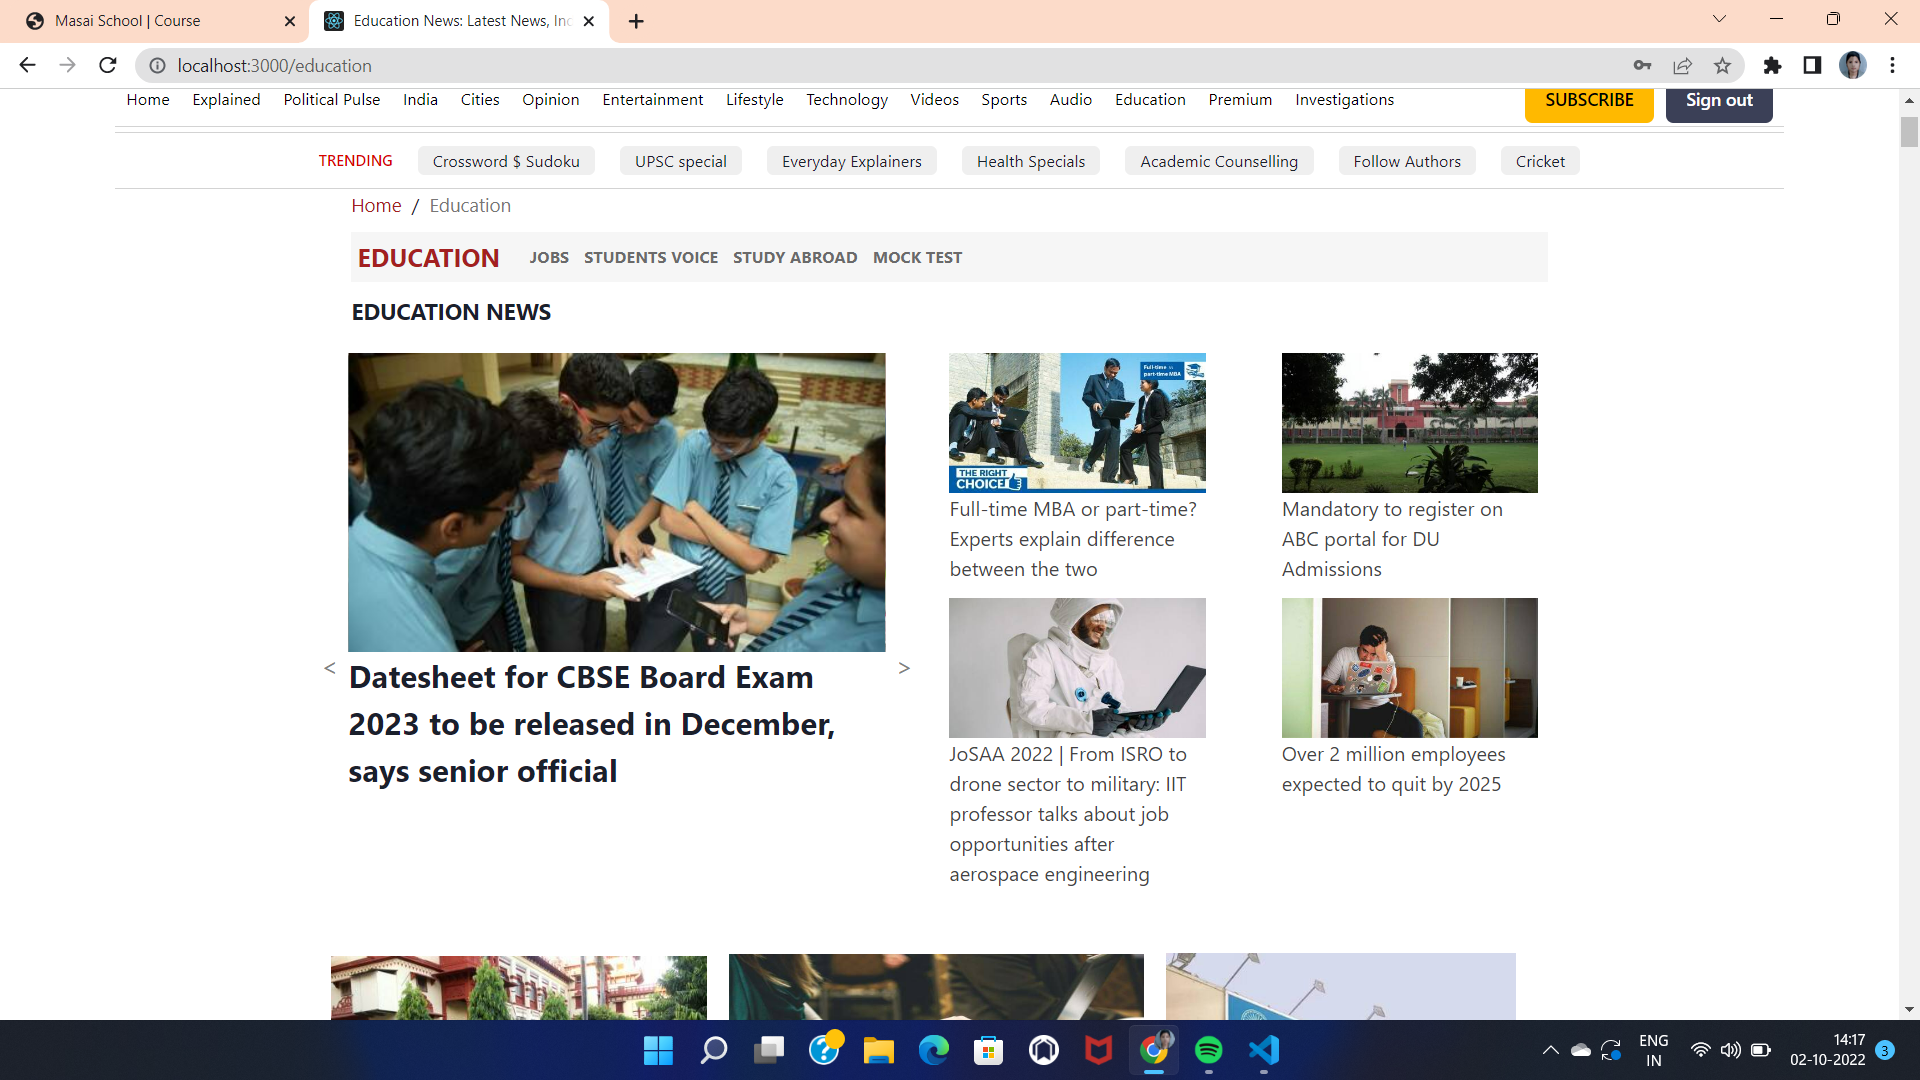 Masai School | Course
Education News: Latest News, Inc
localhost:3000/education
Home Explained Political Pulse India Cities Opinion Entertainment Lifestyle Technology Videos Sports Audio Education Premium Investigations SUBSCRIBE Sign out
TRENDING Crossword $ Sudoku UPSC special Everyday Explainers Health Specials Academic Counselling Follow Authors Cricket
Home / Education
EDUCATION JOBS STUDENTS VOICE STUDY ABROAD MOCK TEST
EDUCATION NEWS
<
Datesheet for CBSE Board Exam
2023 to be released in December,
says senior official
>
Full-time vs
part-time MBA
THE RIGHT
CHOICE
Full-time MBA or part-time?
Experts explain difference
between the two
Mandatory to register on
ABC portal for DU
Admissions
JoSAA 2022 | From ISRO to
drone sector to military: IIT
professor talks about job
opportunities after
aerospace engineering
Over 2 million employees
expected to quit by 2025
ENG
IN
14:17
02-10-2022
3